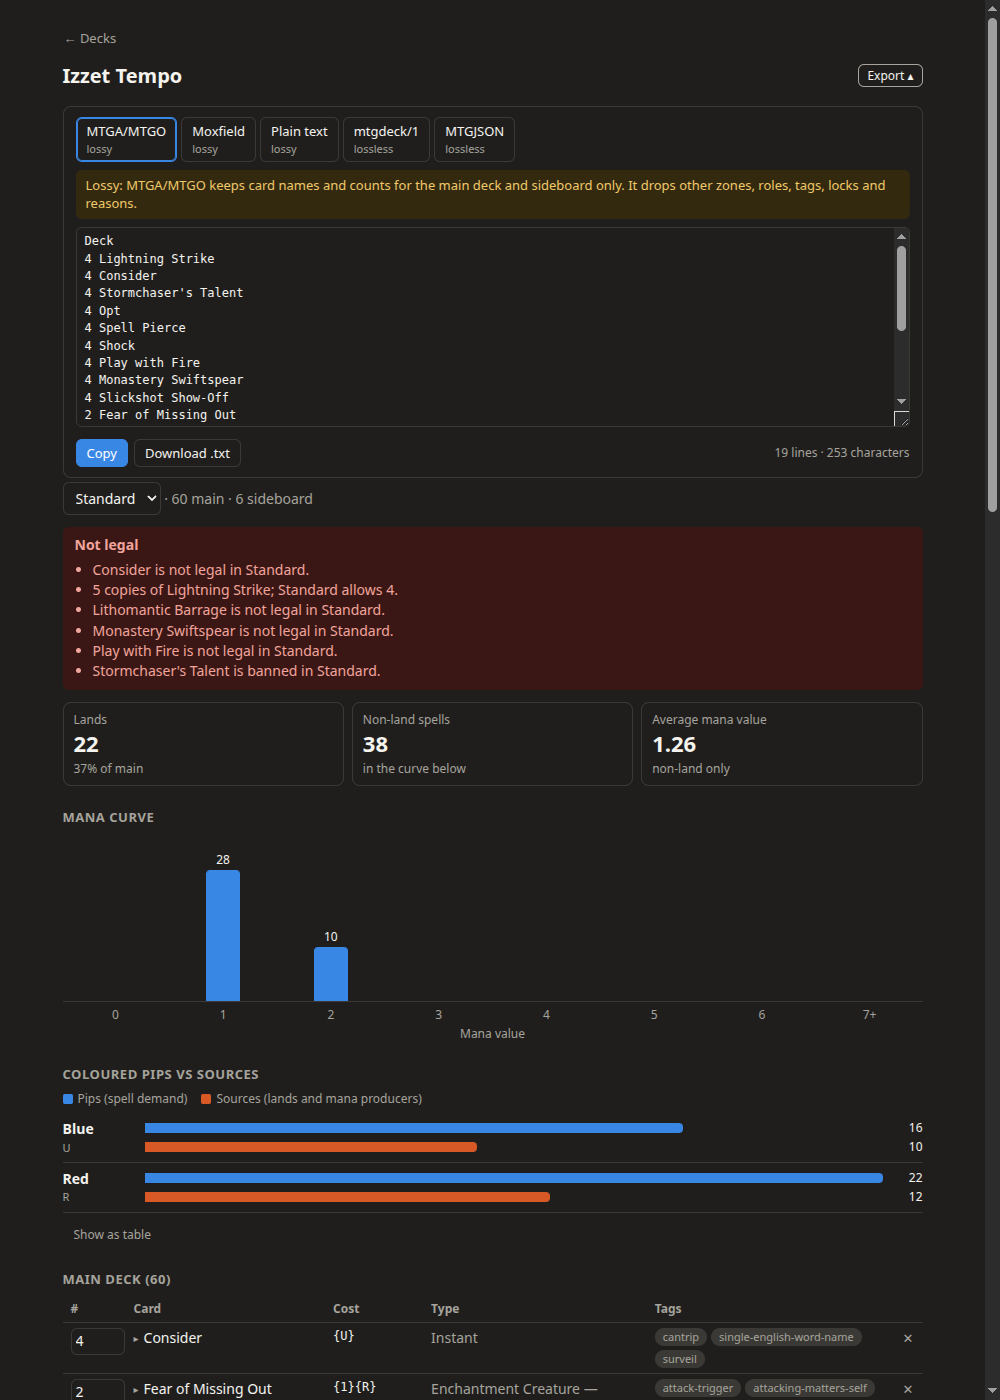 ← Decks
Izzet Tempo
Export ▴
MTGA/MTGO
lossy
Moxfield
lossy
Plain text
lossy
mtgdeck/1
lossless
MTGJSON
lossless
Lossy: MTGA/MTGO keeps card names and counts for the main deck and sideboard only. It drops other zones, roles, tags, locks and
reasons.
Deck
4 Lightning Strike
4 Consider
4 Stormchaser's Talent
4 Opt
4 Spell Pierce
4 Shock
4 Play with Fire
4 Monastery Swiftspear
4 Slickshot Show-Off
2 Fear of Missing Out
Copy
Download .txt
19 lines · 253 characters
Standard · 60 main · 6 sideboard
Not legal
• Consider is not legal in Standard.
• 5 copies of Lightning Strike; Standard allows 4.
• Lithomantic Barrage is not legal in Standard.
• Monastery Swiftspear is not legal in Standard.
• Play with Fire is not legal in Standard.
• Stormchaser's Talent is banned in Standard.
Lands
22
37% of main
Non-land spells
38
in the curve below
Average mana value
1.26
non-land only
MANA CURVE
28
10
0 1 2 3 4 5 6 7+
Mana value
COLOURED PIPS VS SOURCES
Pips (spell demand) Sources (lands and mana producers)
Blue 16
U 10
Red 22
R 12
Show as table
MAIN DECK (60)
# Card Cost Type Tags
4 ▸ Consider {U} Instant cantrip single-english-word-name ✕
surveil
2 ▸ Fear of Missing Out {1}{R} Enchantment Creature — attack-trigger attacking-matters-self ✕